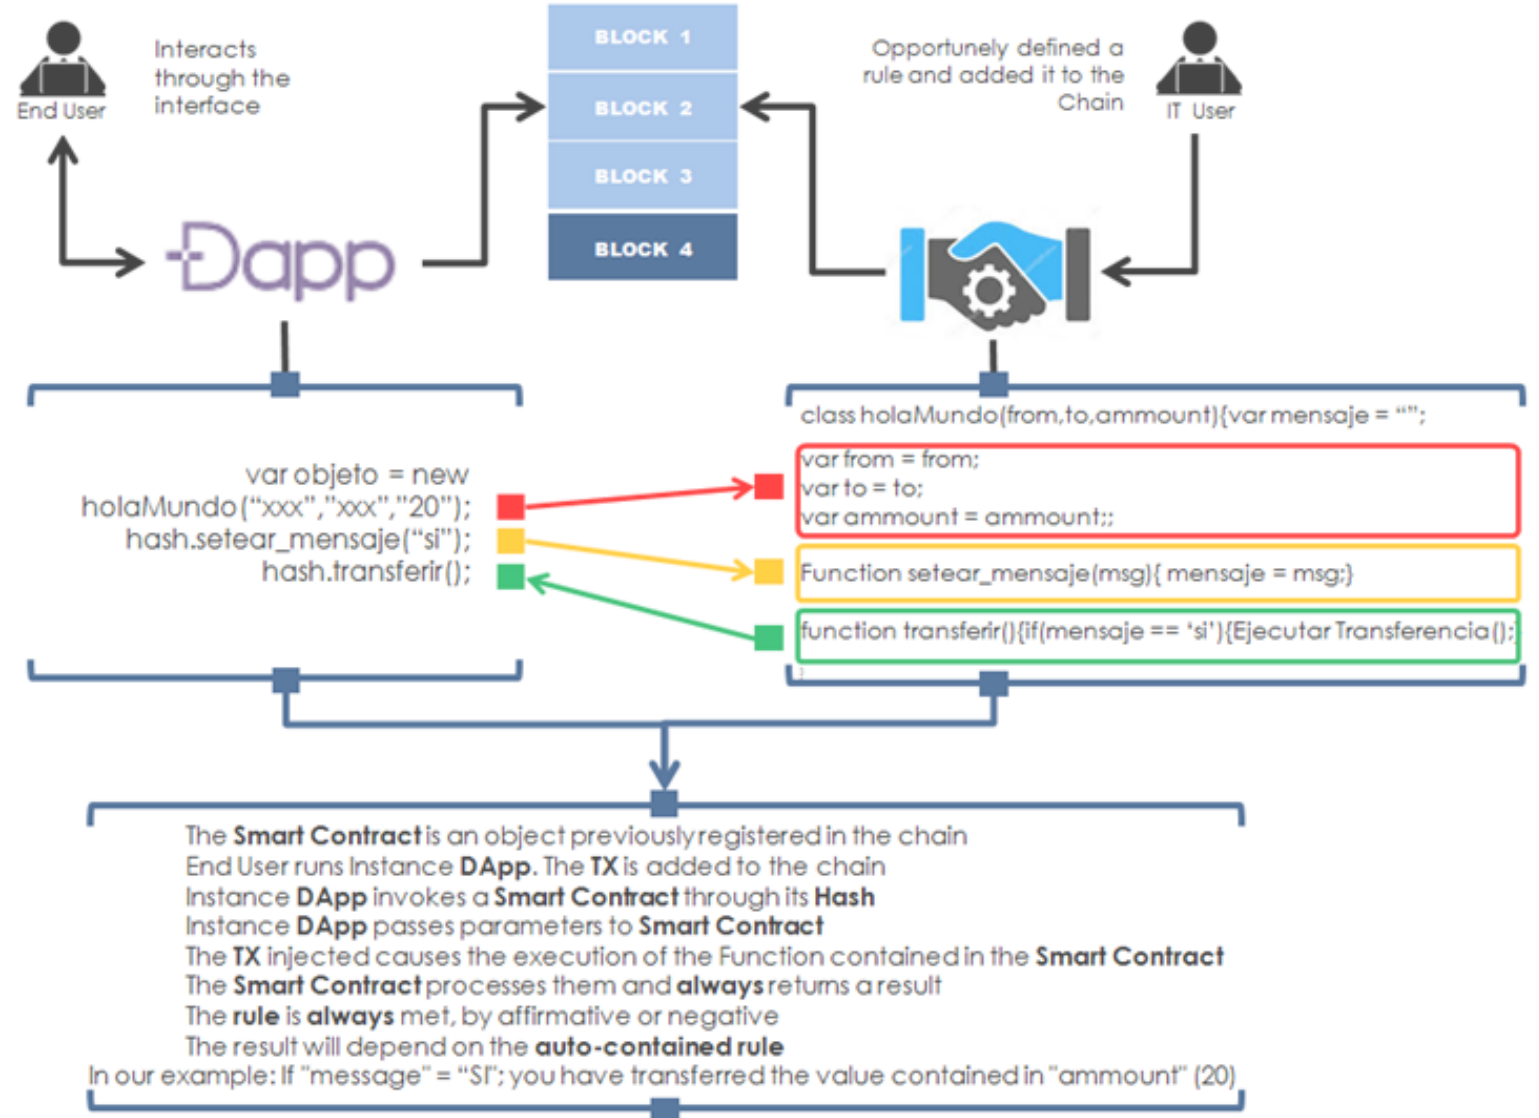 Interacts
through the
interface
End User
BLOCK 1
BLOCK 2
BLOCK 3
BLOCK 4
Opportunely defined a
rule and added it to the
Chain
IT User
Dapp
var objeto = new
holaMundo(“xxx”,”xxx”,”20”);
hash.setear_mensaje(“si”);
hash.transferir();
class holaMundo(from,to,ammount){var mensaje = “”;
var from = from;
var to = to;
var ammount = ammount;;
Function setear_mensaje(msg){ mensaje = msg;}
function transferir(){if(mensaje == ‘si’){Ejecutar Transferencia();}
}
The Smart Contract is an object previously registered in the chain
End User runs Instance DApp. The TX is added to the chain
Instance DApp invokes a Smart Contract through its Hash
Instance DApp passes parameters to Smart Contract
The TX injected causes the execution of the Function contained in the Smart Contract
The Smart Contract processes them and always returns a result
The rule is always met, by affirmative or negative
The result will depend on the auto-contained rule
In our example: If "message" = “SI"; you have transferred the value contained in "ammount" (20)